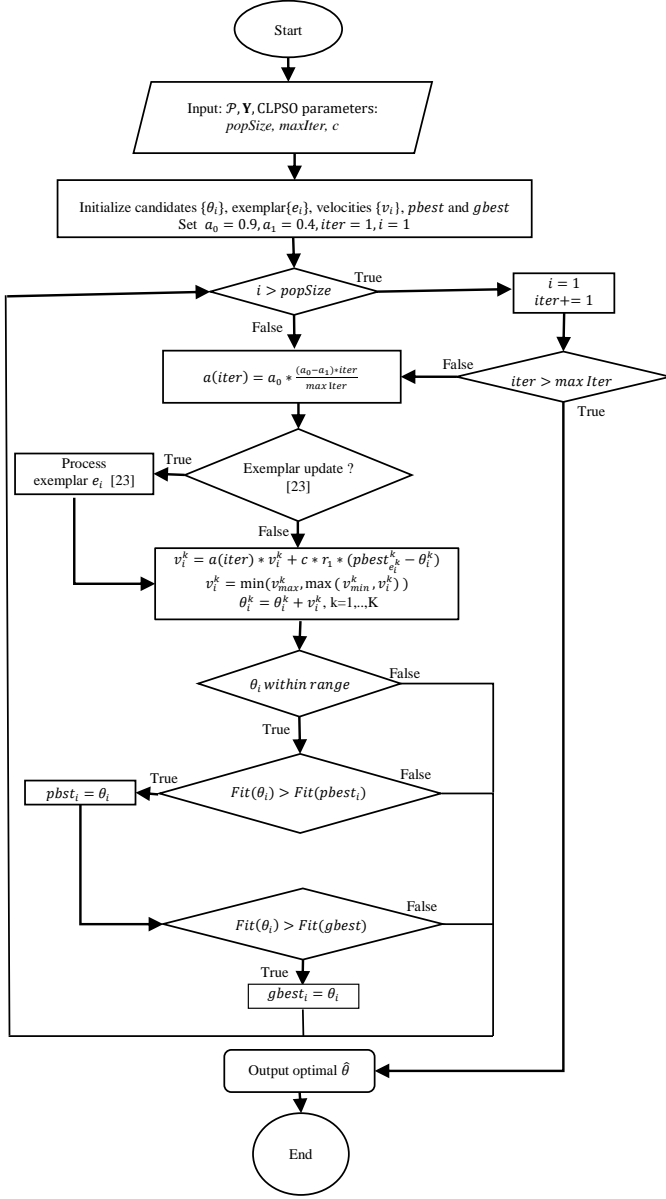 Start
Input: 𝒫, Y, CLPSO parameters:
popSize, maxIter, c
Initialize candidates {θ_i}, exemplar{e_i}, velocities {v_i}, pbest and gbest
Set a_0 = 0.9, a_1 = 0.4, iter = 1, i = 1
i > popSize
True
False
i = 1
iter+= 1
a(iter) = a_0 * (a_0−a_1)*iter / max Iter
False
iter > max Iter
True
Exemplar update ?
[23]
True
Process
exemplar e_i [23]
False
v_i^k = a(iter) * v_i^k + c * r_1 * (pbest_{e_i^k}^k − θ_i^k)
v_i^k = min(v_max^k, max ( v_min^k , v_i^k) )
θ_i^k = θ_i^k + v_i^k, k=1,..,K
θ_i within range
False
True
Fit(θ_i) > Fit(pbest_i)
True
False
pbst_i = θ_i
Fit(θ_i) > Fit(gbest)
False
True
gbest_i = θ_i
Output optimal θ̂
End